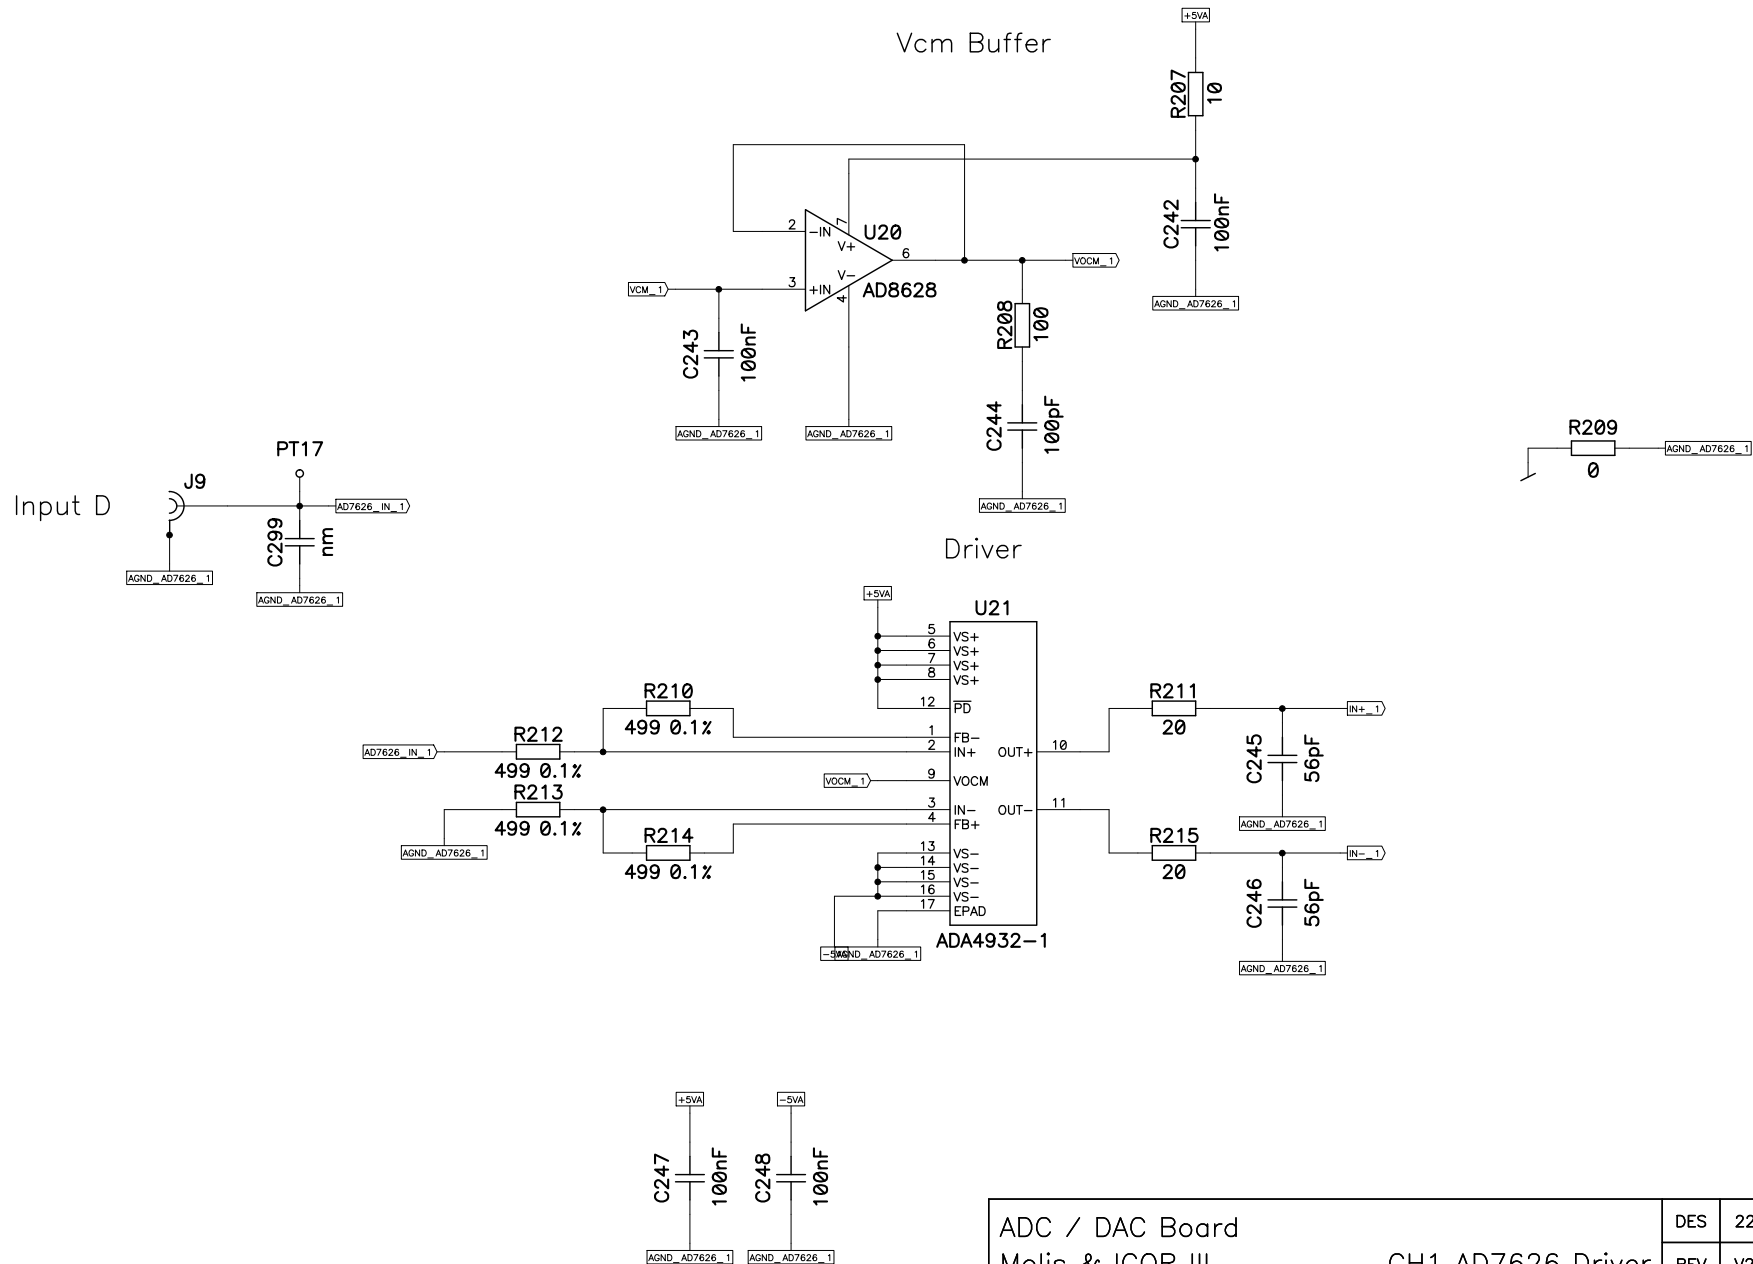 +5VA
Vcm Buffer
R207
10
C242
100nF
AGND_AD7626_1
2
-IN
7
V+
U20
6
VOCM_1
VCM_1
3
+IN
V-
4
AD8628
C243
100nF
AGND_AD7626_1
AGND_AD7626_1
R208
100
C244
100pF
AGND_AD7626_1
R209
0
AGND_AD7626_1
PT17
J9
Input D
AD7626_IN_1
C299
nm
AGND_AD7626_1
AGND_AD7626_1
Driver
+5VA
U21
5 VS+
6 VS+
7 VS+
8 VS+
12 PD
1 FB-
2 IN+
OUT+ 10
9 VOCM
3 IN-
OUT- 11
4 FB+
13 VS-
14 VS-
15 VS-
16 VS-
17 EPAD
ADA4932-1
VOCM_1
AGND_AD7626_1
R210
499 0.1%
AD7626_IN_1
R212
499 0.1%
R213
499 0.1%
AGND_AD7626_1
R214
499 0.1%
R211
20
IN+_1
C245
56pF
AGND_AD7626_1
R215
20
IN-_1
C246
56pF
AGND_AD7626_1
+5VA
C247
100nF
AGND_AD7626_1
-5VA
C248
100nF
AGND_AD7626_1
ADC / DAC Board
DES 22
CH1 AD7626 Driver